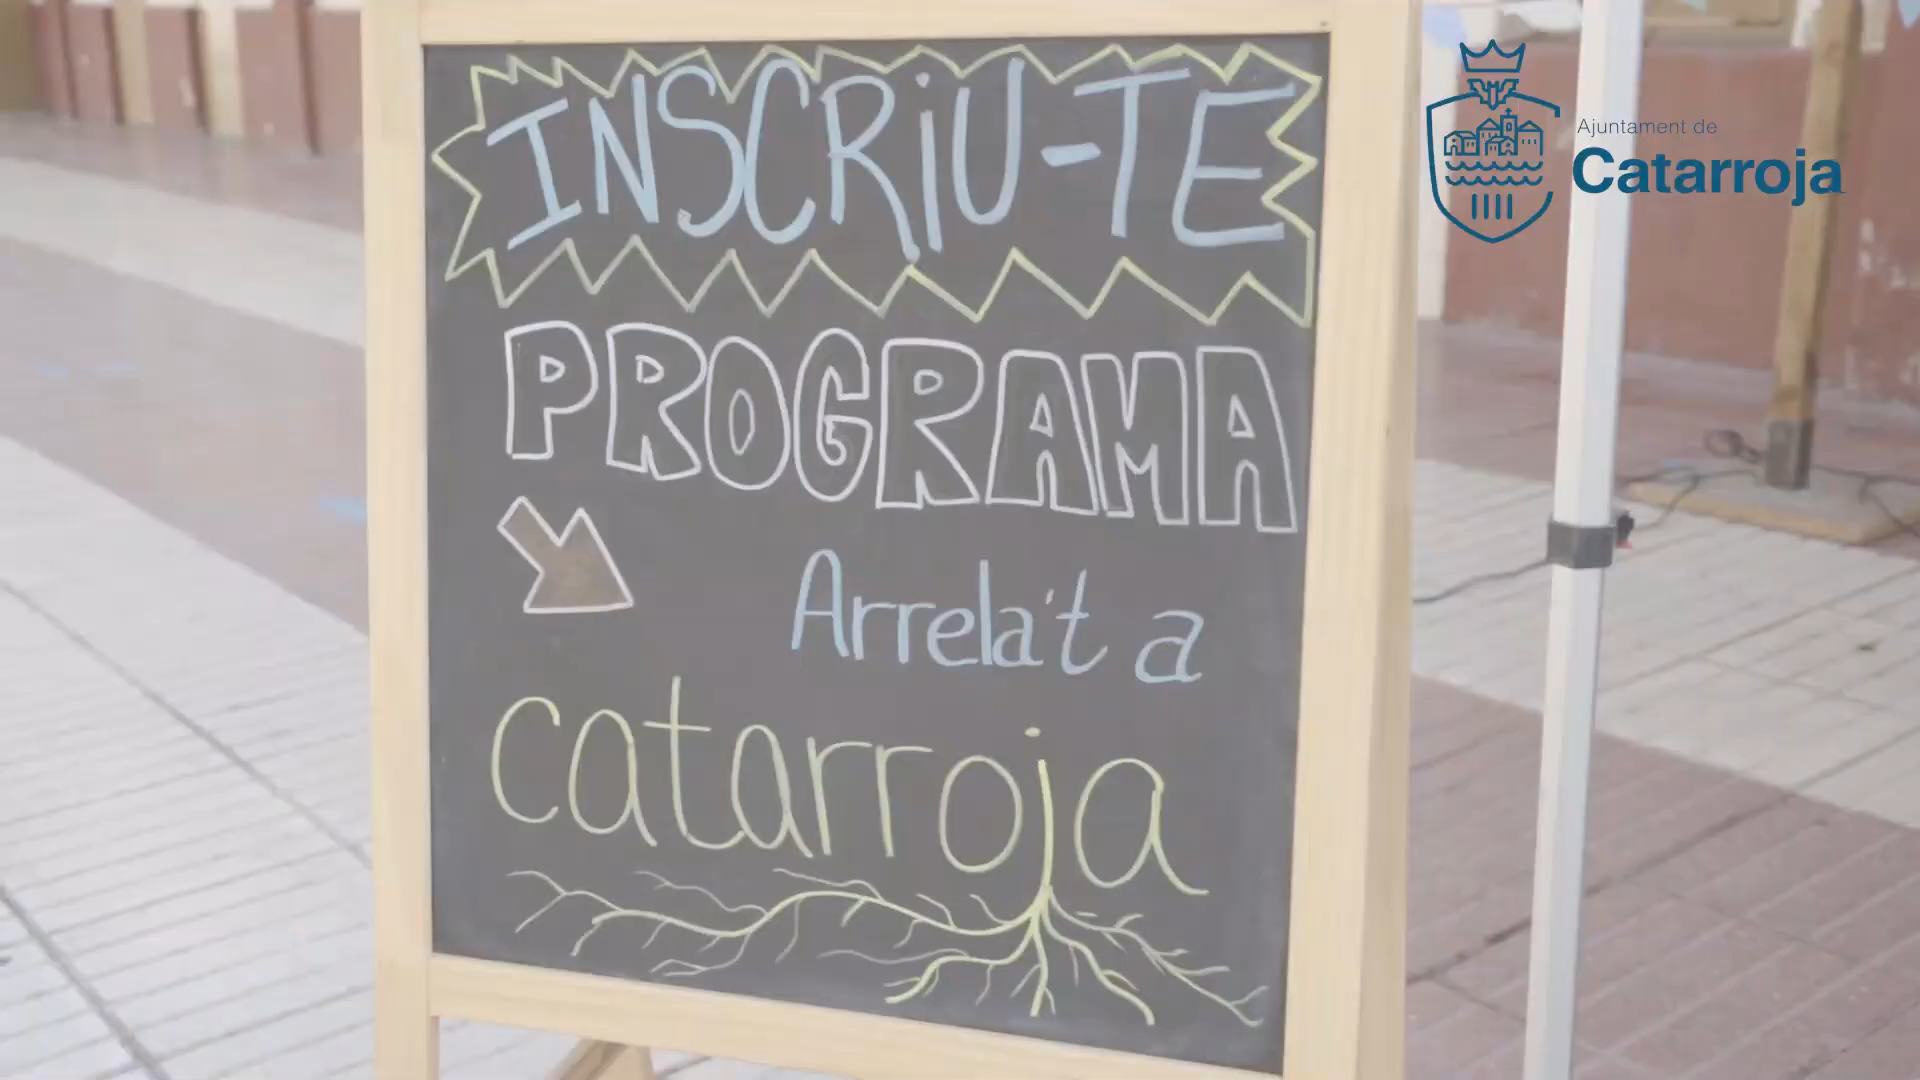 INSCRIU-TE
PROGRAMA
Arrela't a
catarroja
Ajuntament de
Catarroja